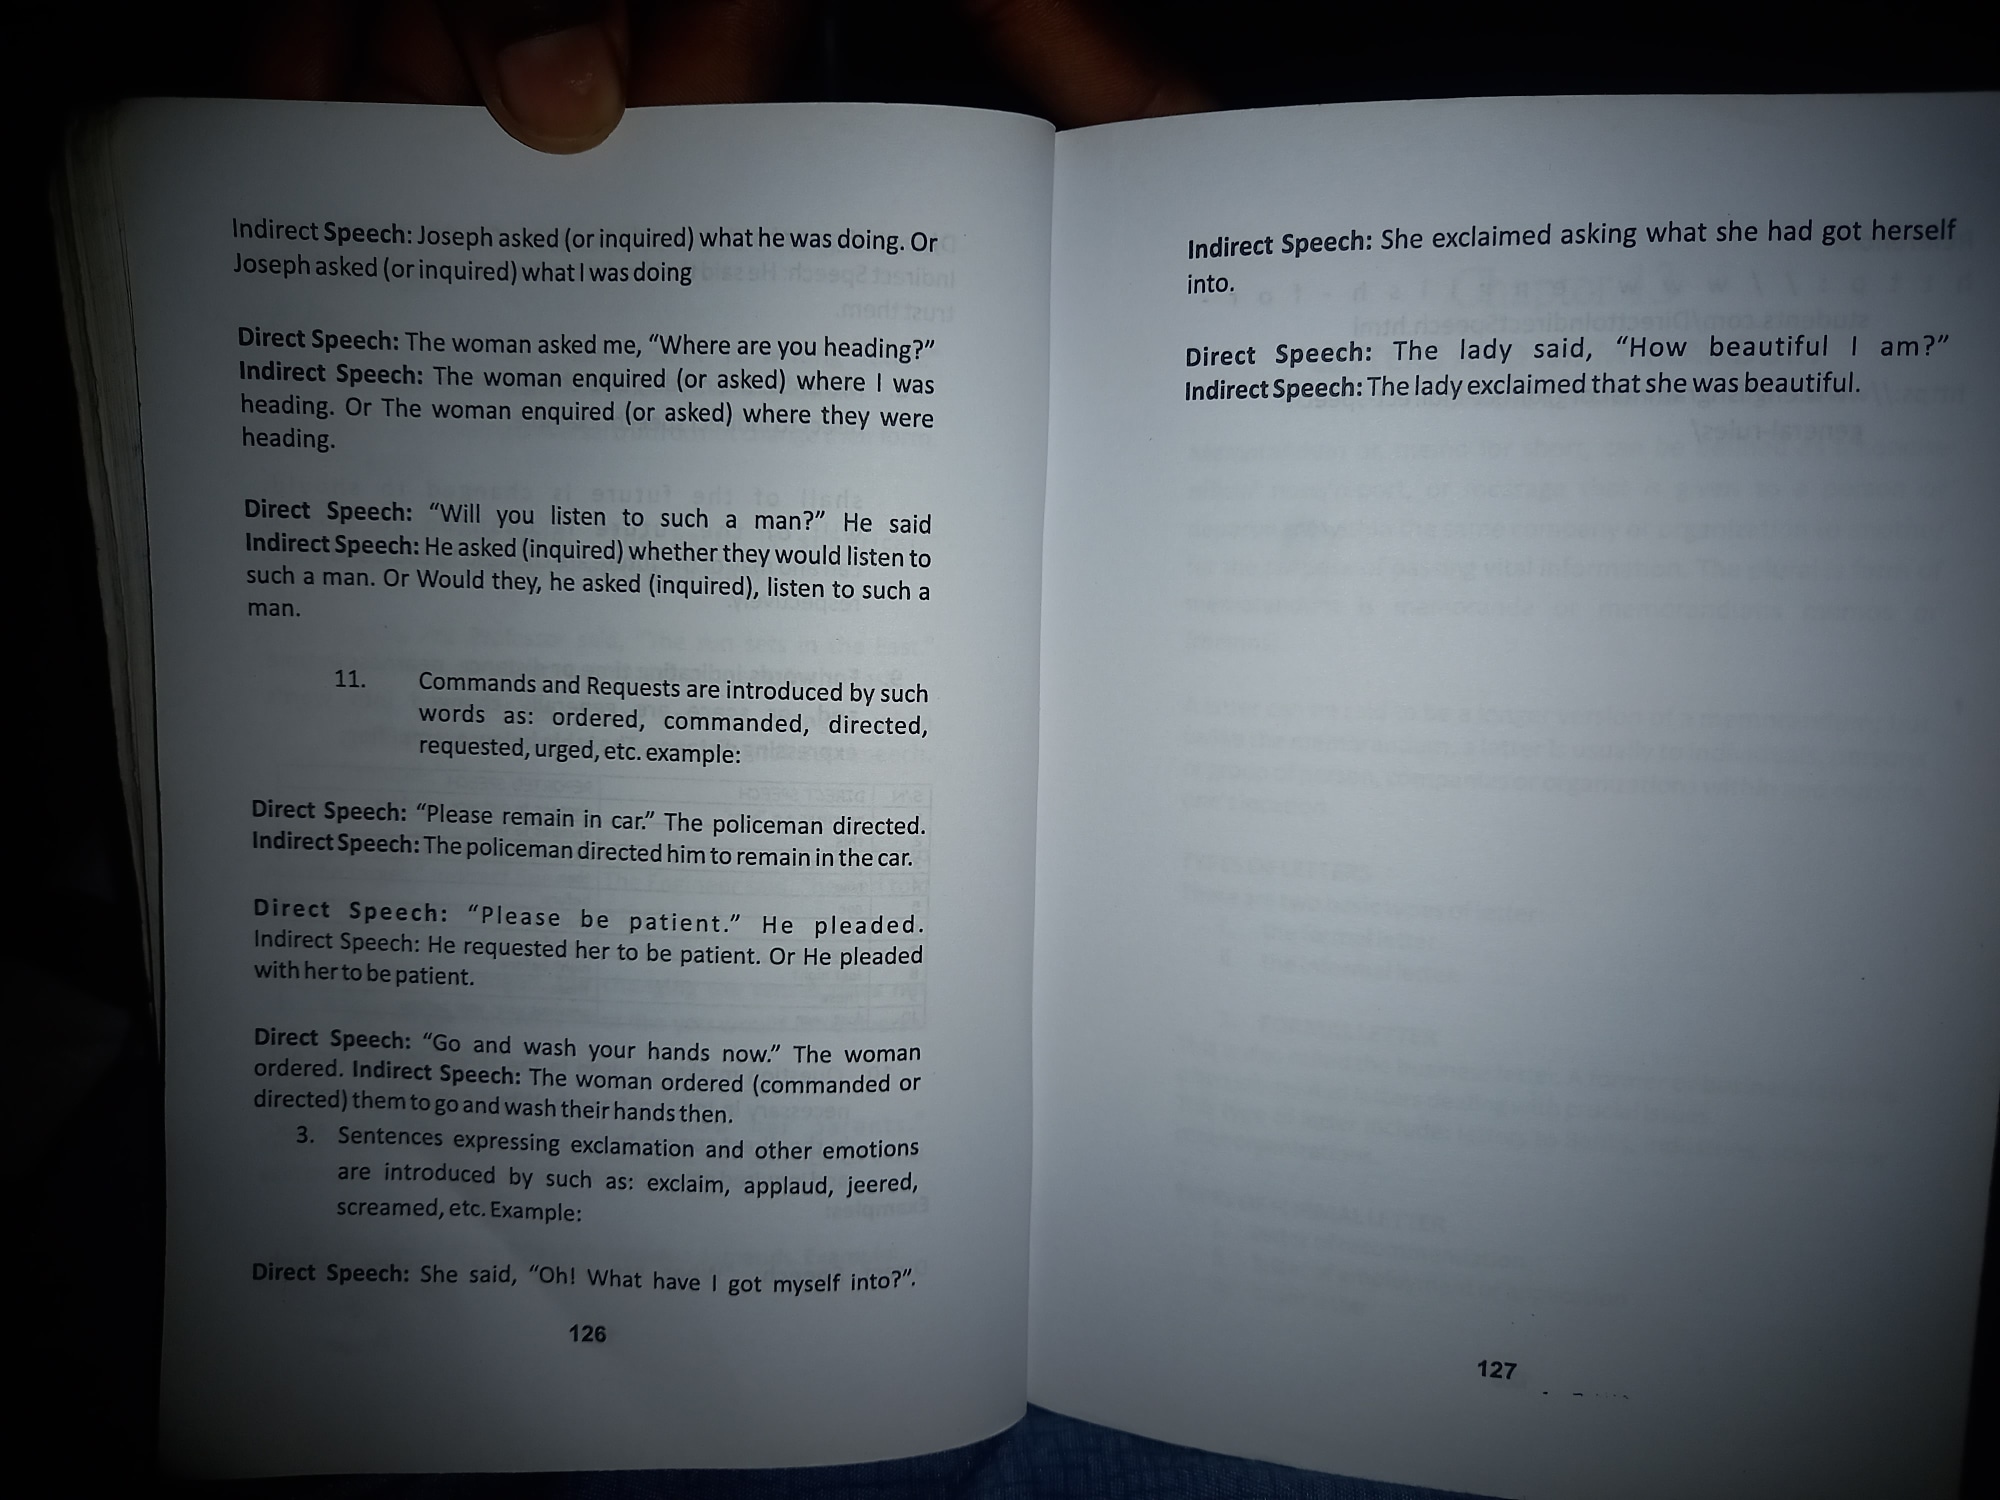 Indirect Speech: Joseph asked (or inquired) what he was doing. Or
Joseph asked (or inquired) what I was doing
Direct Speech: The woman asked me, “Where are you heading?”
Indirect Speech: The woman enquired (or asked) where I was
heading. Or The woman enquired (or asked) where they were
heading.
Direct Speech: “Will you listen to such a man?” He said
Indirect Speech: He asked (inquired) whether they would listen to
such a man. Or Would they, he asked (inquired), listen to such a
man.
11. Commands and Requests are introduced by such
words as: ordered, commanded, directed,
requested, urged, etc. example:
Direct Speech: “Please remain in car.” The policeman directed.
Indirect Speech: The policeman directed him to remain in the car.
Direct Speech: “Please be patient.” He pleaded.
Indirect Speech: He requested her to be patient. Or He pleaded
with her to be patient.
Direct Speech: “Go and wash your hands now.” The woman
ordered. Indirect Speech: The woman ordered (commanded or
directed) them to go and wash their hands then.
3. Sentences expressing exclamation and other emotions
are introduced by such as: exclaim, applaud, jeered,
screamed, etc. Example:
Direct Speech: She said, “Oh! What have I got myself into?”.
126
Indirect Speech: She exclaimed asking what she had got herself
into.
Direct Speech: The lady said, “How beautiful I am?”
Indirect Speech: The lady exclaimed that she was beautiful.
127